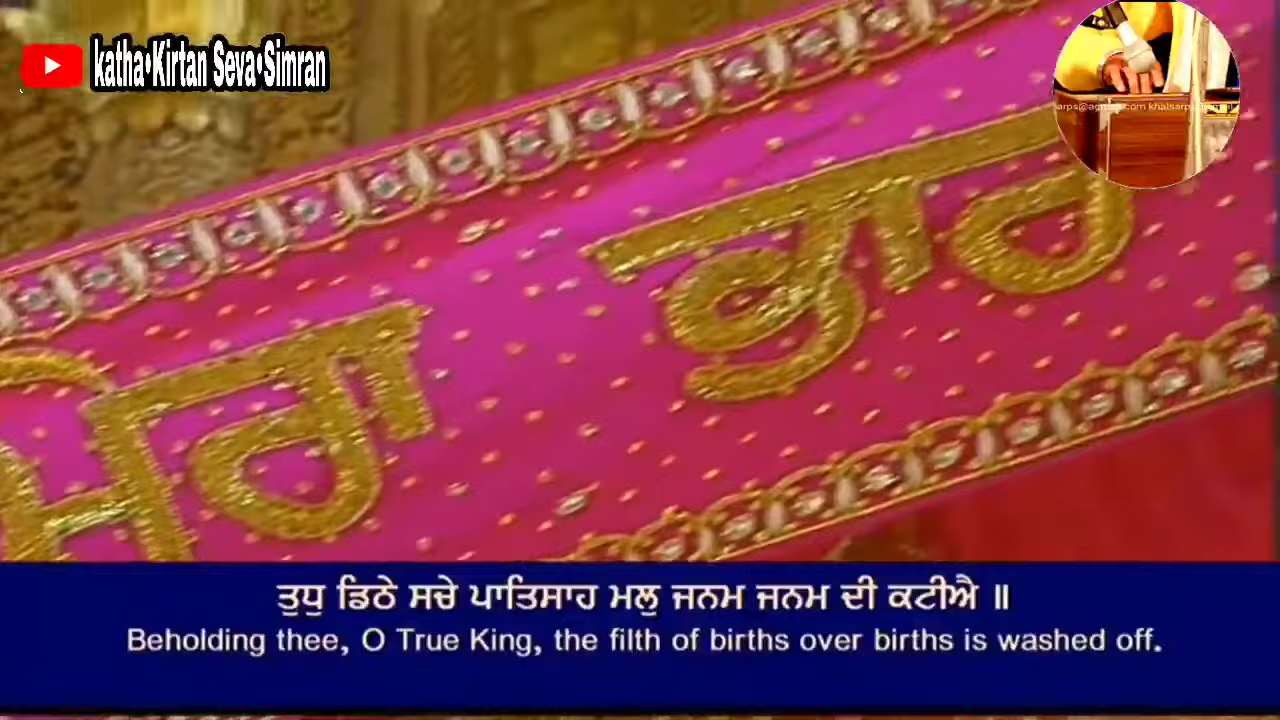 katha•Kirtan Seva•Simran
ਮੇਰਾ
ਤੁਧੁ ਡਿਠੇ ਸਚੇ ਪਾਤਿਸਾਹ ਮਲੁ ਜਨਮ ਜਨਮ ਦੀ ਕਟੀਐ ॥
Beholding thee, O True King, the filth of births over births is washed off.